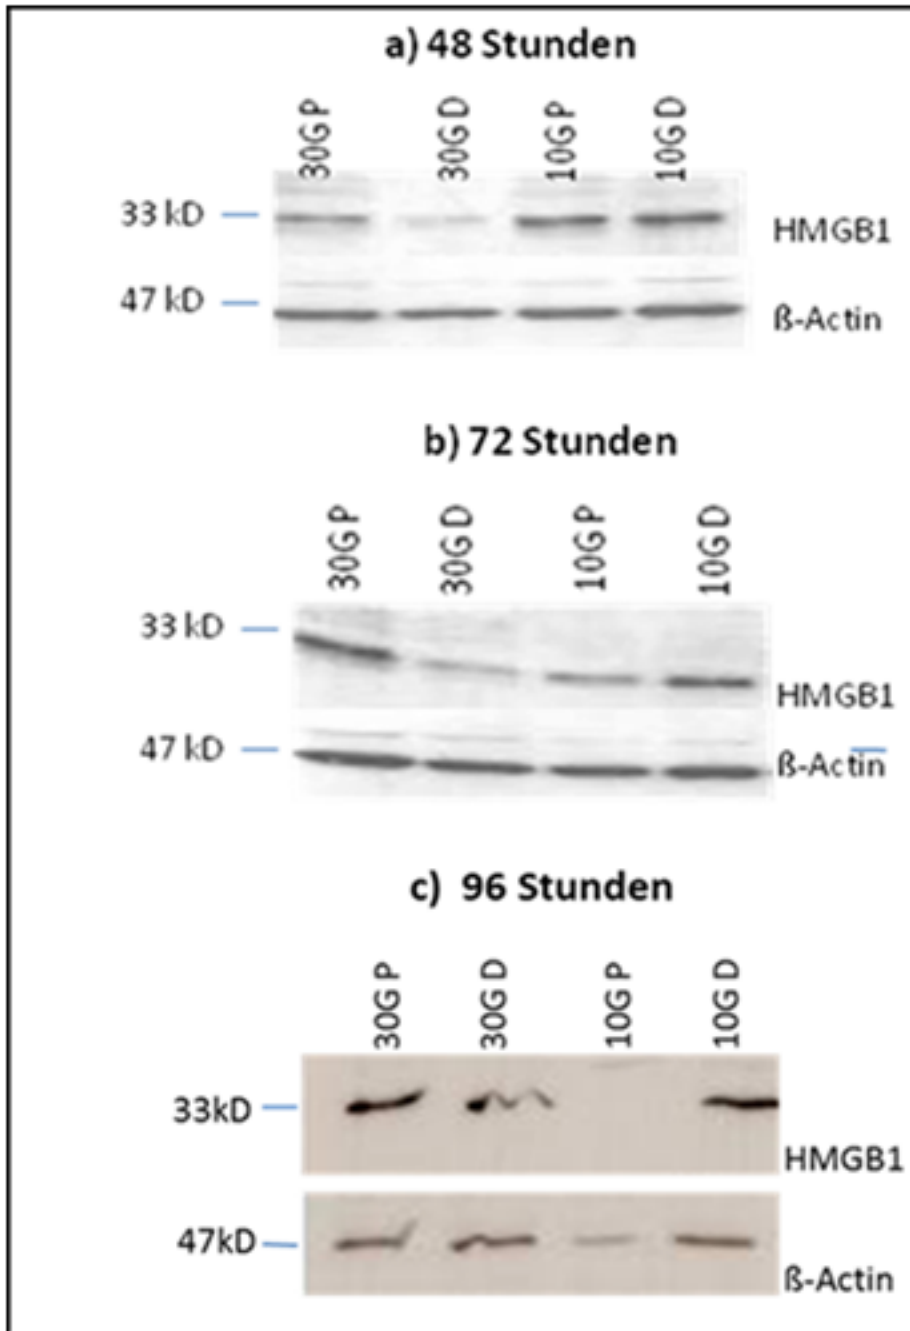 a) 48 Stunden
30G P 30G D 10G P 10G D
33 kD HMGB1
47 kD ß-Actin
b) 72 Stunden
30G P 30G D 10G P 10G D
33 kD HMGB1
47 kD ß-Actin
c) 96 Stunden
30G P 30G D 10G P 10G D
33kD HMGB1
47kD ß-Actin